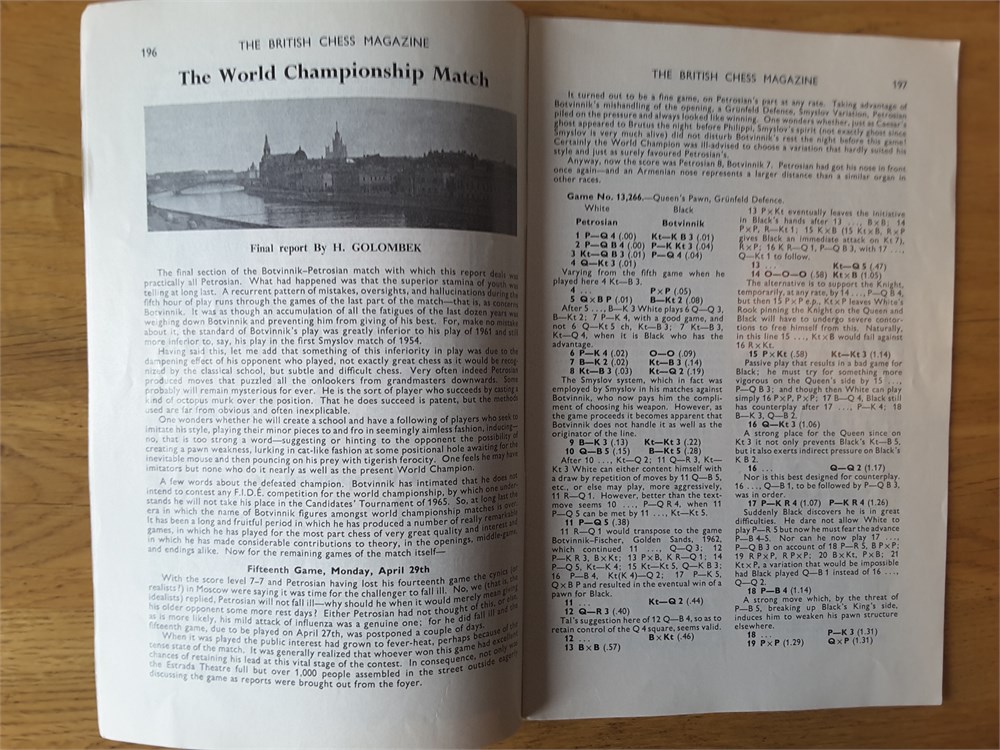 196
THE BRITISH CHESS MAGAZINE
The World Championship Match
Final report By H. GOLOMBEK
The final section of the Botvinnik–Petrosian match with which this report deals was
practically all Petrosian. What had happened was that the superior stamina of youth was
telling at long last. A recurrent pattern of mistakes, oversights, and hallucinations during the
fifth hour of play runs through the games of the last part of the match—that is, as concerns
Botvinnik. It was as though an accumulation of all the fatigues of the last dozen years was
weighing down Botvinnik and preventing him from giving of his best. For, make no mistake
about it, the standard of Botvinnik's play was greatly inferior to his play of 1961 and still
more inferior to, say, his play in the first Smyslov match of 1954.
Having said this, let me add that something of this inferiority in play was due to the
dampening effect of his opponent who played, not exactly great chess as it would be recog-
nized by the classical school, but subtle and difficult chess. Very often indeed Petrosian
produced moves that puzzled all the onlookers from grandmasters downwards. Some
probably will remain mysterious for ever. He is the sort of player who succeeds by casting a
kind of octopus murk over the position. That he does succeed is patent, but the methods
used are far from obvious and often inexplicable.
One wonders whether he will create a school and have a following of players who seek to
imitate his style, playing their minor pieces to and fro in seemingly aimless fashion, inducing—
no, that is too strong a word—suggesting or hinting to the opponent the possibility of
creating a pawn weakness, lurking in cat-like fashion at some positional hole awaiting the
inevitable mouse and then pouncing on his prey with tigerish ferocity. One feels he may have
imitators but none who do it nearly as well as the present World Champion.
A few words about the defeated champion. Botvinnik has intimated that he does not
intend to contest any F.I.D.E. competition for the world championship, by which one under-
stands he will not take his place in the Candidates' Tournament of 1965. So, at long last the
era in which the name of Botvinnik figures amongst world championship matches is over.
It has been a long and fruitful period in which he has produced a number of really remarkable
games, in which he has played for the most part chess of very great quality and interest and
in which he has made considerable contributions to theory, in the openings, middle-game
and endings alike. Now for the remaining games of the match itself—
Fifteenth Game, Monday, April 29th
With the score level 7–7 and Petrosian having lost his fourteenth game the cynics (or
realists?) in Moscow were saying it was time for the challenger to fall ill. No, we (that is, the
idealists) replied, Petrosian will not fall ill—why should he when it would merely mean giving
his older opponent some more rest days? Either Petrosian had not thought of this, or else,
as is more likely, his mild attack of influenza was a genuine one; for he did fall ill and the
fifteenth game, due to be played on April 27th, was postponed a couple of days.
When it was played the public interest had grown to fever-heat, perhaps because of the
tense state of the match. It was generally realized that whoever won this game had excellent
chances of retaining his lead at this vital stage of the contest. In consequence, not only was
the Estrada Theatre full but over 1,000 people assembled in the street outside eagerly
discussing the game as reports were brought out from the foyer.
THE BRITISH CHESS MAGAZINE
197
It turned out to be a fine game, on Petrosian's part at any rate. Taking advantage of
Botvinnik's mishandling of the opening, a Grünfeld Defence, Smyslov Variation, Petrosian
piled on the pressure and always looked like winning. One wonders whether, just as Caesar's
ghost appeared to Brutus the night before Philippi, Smyslov's spirit (not exactly ghost since
Smyslov is very much alive) did not disturb Botvinnik's rest the night before this game!
Certainly the World Champion was ill-advised to choose a variation that hardly suited his
style and just as surely favoured Petrosian's.
Anyway, now the score was Petrosian 8, Botvinnik 7. Petrosian had got his nose in front
once again—and an Armenian nose represents a larger distance than a similar organ in
other races.
Game No. 13,266.—Queen's Pawn, Grünfeld Defence.
White Black
Petrosian Botvinnik
1 P—Q 4 (.00) Kt—K B 3 (.01)
2 P—Q B 4 (.00) P—K Kt 3 (.04)
3 Kt—Q B 3 (.01) P—Q 4 (.04)
4 Q—Kt 3 (.01)
Varying from the fifth game when he
played here 4 Kt—B 3.
4 ... P×P (.05)
5 Q×B P (.01) B—Kt 2 (.08)
After 5 . . ., B—K 3 White plays 6 Q—Q 3,
B—Kt 2; 7 P—K 4, with a good game, and
not 6 Q—Kt 5 ch, Kt—B 3; 7 Kt—B 3,
Kt—Q 4, when it is Black who has the
advantage.
6 P—K 4 (.02) O—O (.09)
7 B—K 2 (.02) Kt—B 3 (.14)
8 Kt—B 3 (.03) Kt—Q 2 (.19)
The Smyslov system, which in fact was
employed by Smyslov in his matches against
Botvinnik, who now pays him the compli-
ment of choosing his weapon. However, as
the game proceeds it becomes apparent that
Botvinnik does not handle it as well as the
originator of the line.
9 B—K 3 (.13) Kt—Kt 3 (.22)
10 Q—B 5 (.15) B—Kt 5 (.28)
After 10 . . ., Kt—Q 2; 11 Q—R 3, Kt—
Kt 3 White can either content himself with
a draw by repetition of moves by 11 Q—B 5,
etc., or else may play, more aggressively,
11 R—Q 1. However, better than the text-
move seems 10 . . ., P—Q R 4, when 11
P—Q 5 can be met by 11 . . ., Kt—Kt 5.
11 P—Q 5 (.38)
11 R—Q 1 would transpose to the game
Botvinnik–Fischer, Golden Sands, 1962,
which continued 11 . . ., Q—Q 3; 12
P—K R 3, B×Kt; 13 P×B, K R—Q 1; 14
P—Q 5, Kt—K 4; 15 Kt—Kt 5, Q—K B 3;
16 P—B 4, Kt(K 4)—Q 2; 17 P—K 5,
Q×B P and resulted in the eventual win of a
pawn for Black.
11 ... Kt—Q 2 (.44)
12 Q—R 3 (.40)
Tal's suggestion here of 12 Q—B 4, so as to
retain control of the Q 4 square, seems valid.
12 ... B×Kt (.46)
13 B×B (.57)
13 P×Kt eventually leaves the initiative
in Black's hands after 13 . . ., B×B; 14
P×P, R—Kt 1; 15 K×B (15 Kt×B, R×P
gives Black an immediate attack on Kt 7),
R×P; 16 K R—Q 1, P—Q B 3, with 17 . . .,
Q—Kt 1 to follow.
13 ... Kt—Q 5 (.47)
14 O—O—O (.58) Kt×B (1.05)
The alternative is to support the Knight,
temporarily, at any rate, by 14 . . ., P—Q B 4,
but then 15 P×P e.p., Kt×P leaves White's
Rook pinning the Knight on the Queen and
Black will have to undergo severe contor-
tions to free himself from this. Naturally,
in this line 15 . . ., Kt×B would fail against
16 R×Kt.
15 P×Kt (.58) Kt—Kt 3 (1.14)
Passive play that results in a bad game for
Black; he must try for something more
vigorous on the Queen's side by 15 . . .,
P—Q B 3; and though then White can play
simply 16 P×P, P×P; 17 B—Q 4, Black still
has counterplay after 17 . . ., P—K 4; 18
B—K 3, Q—B 2.
16 Q—Kt 3 (1.06)
A strong place for the Queen since on
Kt 3 it not only prevents Black's Kt—B 5,
but it also exerts indirect pressure on Black's
K B 2.
16 ... Q—Q 2 (1.17)
Nor is this best designed for counterplay.
16 . . ., Q—B 1, to be followed by P—Q B 3,
was in order.
17 P—K R 4 (1.07) P—K R 4 (1.26)
Suddenly Black discovers he is in great
difficulties. He dare not allow White to
play P—R 5 but now he must fear the advance
P—B 4–5. Nor can he now play 17 . . .,
P—Q B 3 on account of 18 P—R 5, B P×P;
19 R P×P, R P×P; 20 B×Kt, P×B; 21
Kt×P, a variation that would be impossible
had Black played Q—B 1 instead of 16 . . .,
Q—Q 2.
18 P—B 4 (1.14)
A strong move which, by the threat of
P—B 5, breaking up Black's King's side,
induces him to weaken his pawn structure
elsewhere.
18 ... P—K 3 (1.31)
19 P×P (1.29) Q×P (1.31)